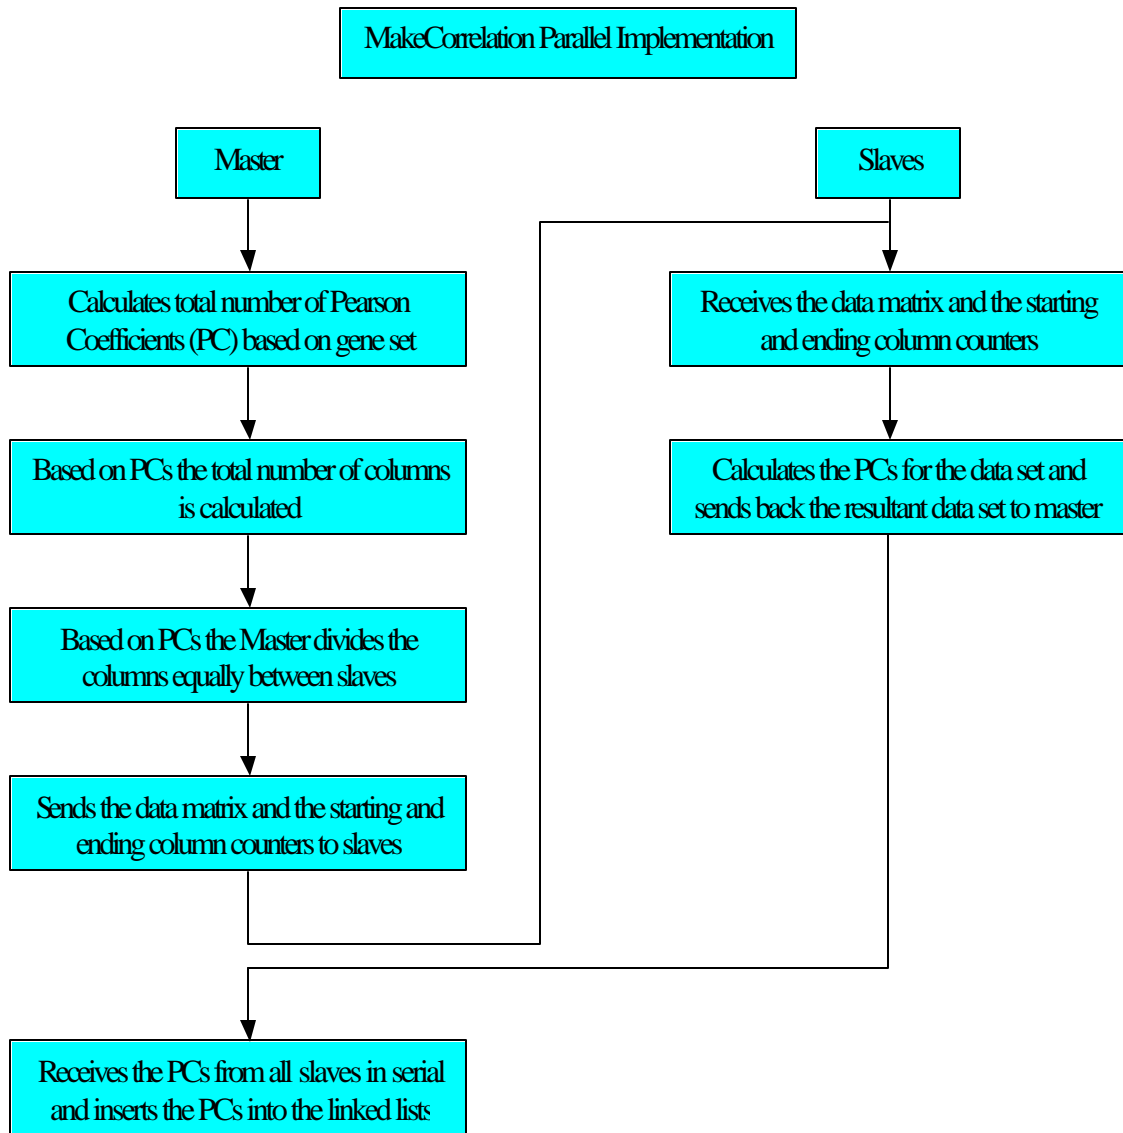 MakeCorrelation Parallel Implementation
Master
Slaves
Calculates total number of Pearson
Coefficients (PC) based on gene set
Receives the data matrix and the starting
and ending column counters
Based on PCs the total number of columns
is calculated
Calculates the PCs for the data set and
sends back the resultant data set to master
Based on PCs the Master divides the
columns equally between slaves
Sends the data matrix and the starting and
ending column counters to slaves
Receives the PCs from all slaves in serial
and inserts the PCs into the linked lists